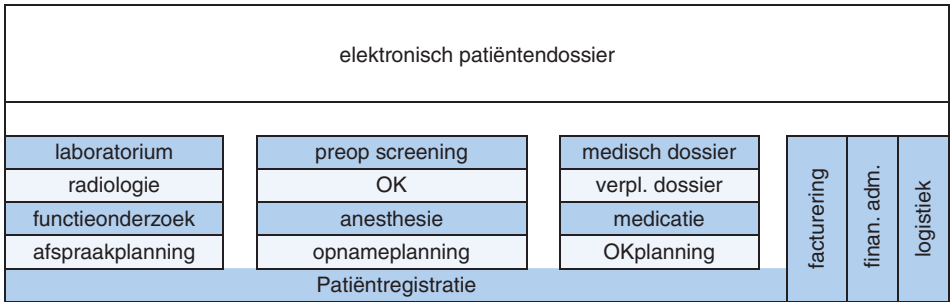 elektronisch patiëntendossier
laboratorium
radiologie
functieonderzoek
afspraakplanning
preop screening
OK
anesthesie
opnameplanning
medisch dossier
verpl. dossier
medicatie
OKplanning
facturering
finan. adm.
logistiek
Patiëntregistratie